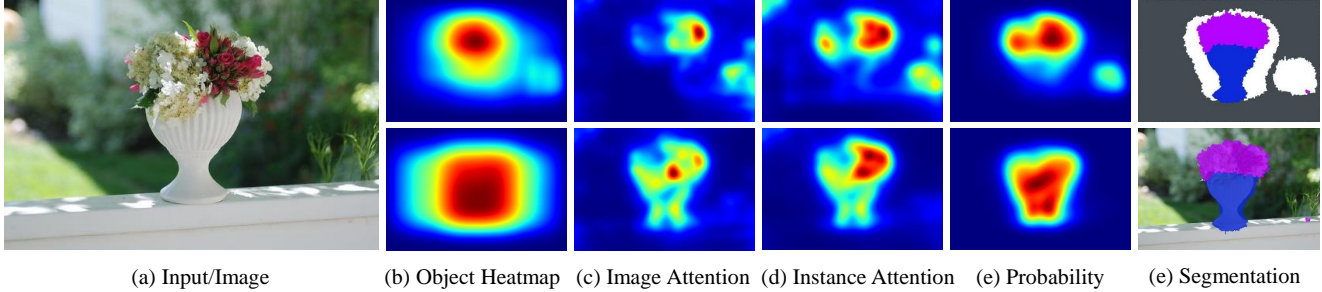 (a) Input/Image
(b) Object Heatmap
(c) Image Attention
(d) Instance Attention
(e) Probability
(e) Segmentation